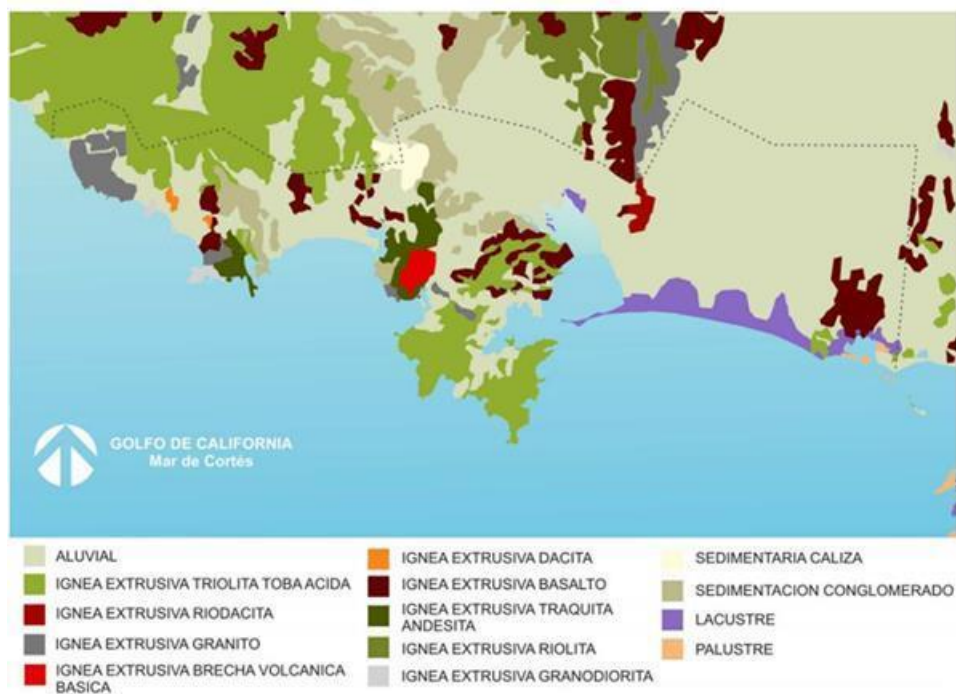 GOLFO DE CALIFORNIA
Mar de Cortés
ALUVIAL
IGNEA EXTRUSIVA TRIOLITA TOBA ACIDA
IGNEA EXTRUSIVA RIODACITA
IGNEA EXTRUSIVA GRANITO
IGNEA EXTRUSIVA BRECHA VOLCANICA
BASICA
IGNEA EXTRUSIVA DACITA
IGNEA EXTRUSIVA BASALTO
IGNEA EXTRUSIVA TRAQUITA
ANDESITA
IGNEA EXTRUSIVA RIOLITA
IGNEA EXTRUSIVA GRANODIORITA
SEDIMENTARIA CALIZA
SEDIMENTACION CONGLOMERADO
LACUSTRE
PALUSTRE